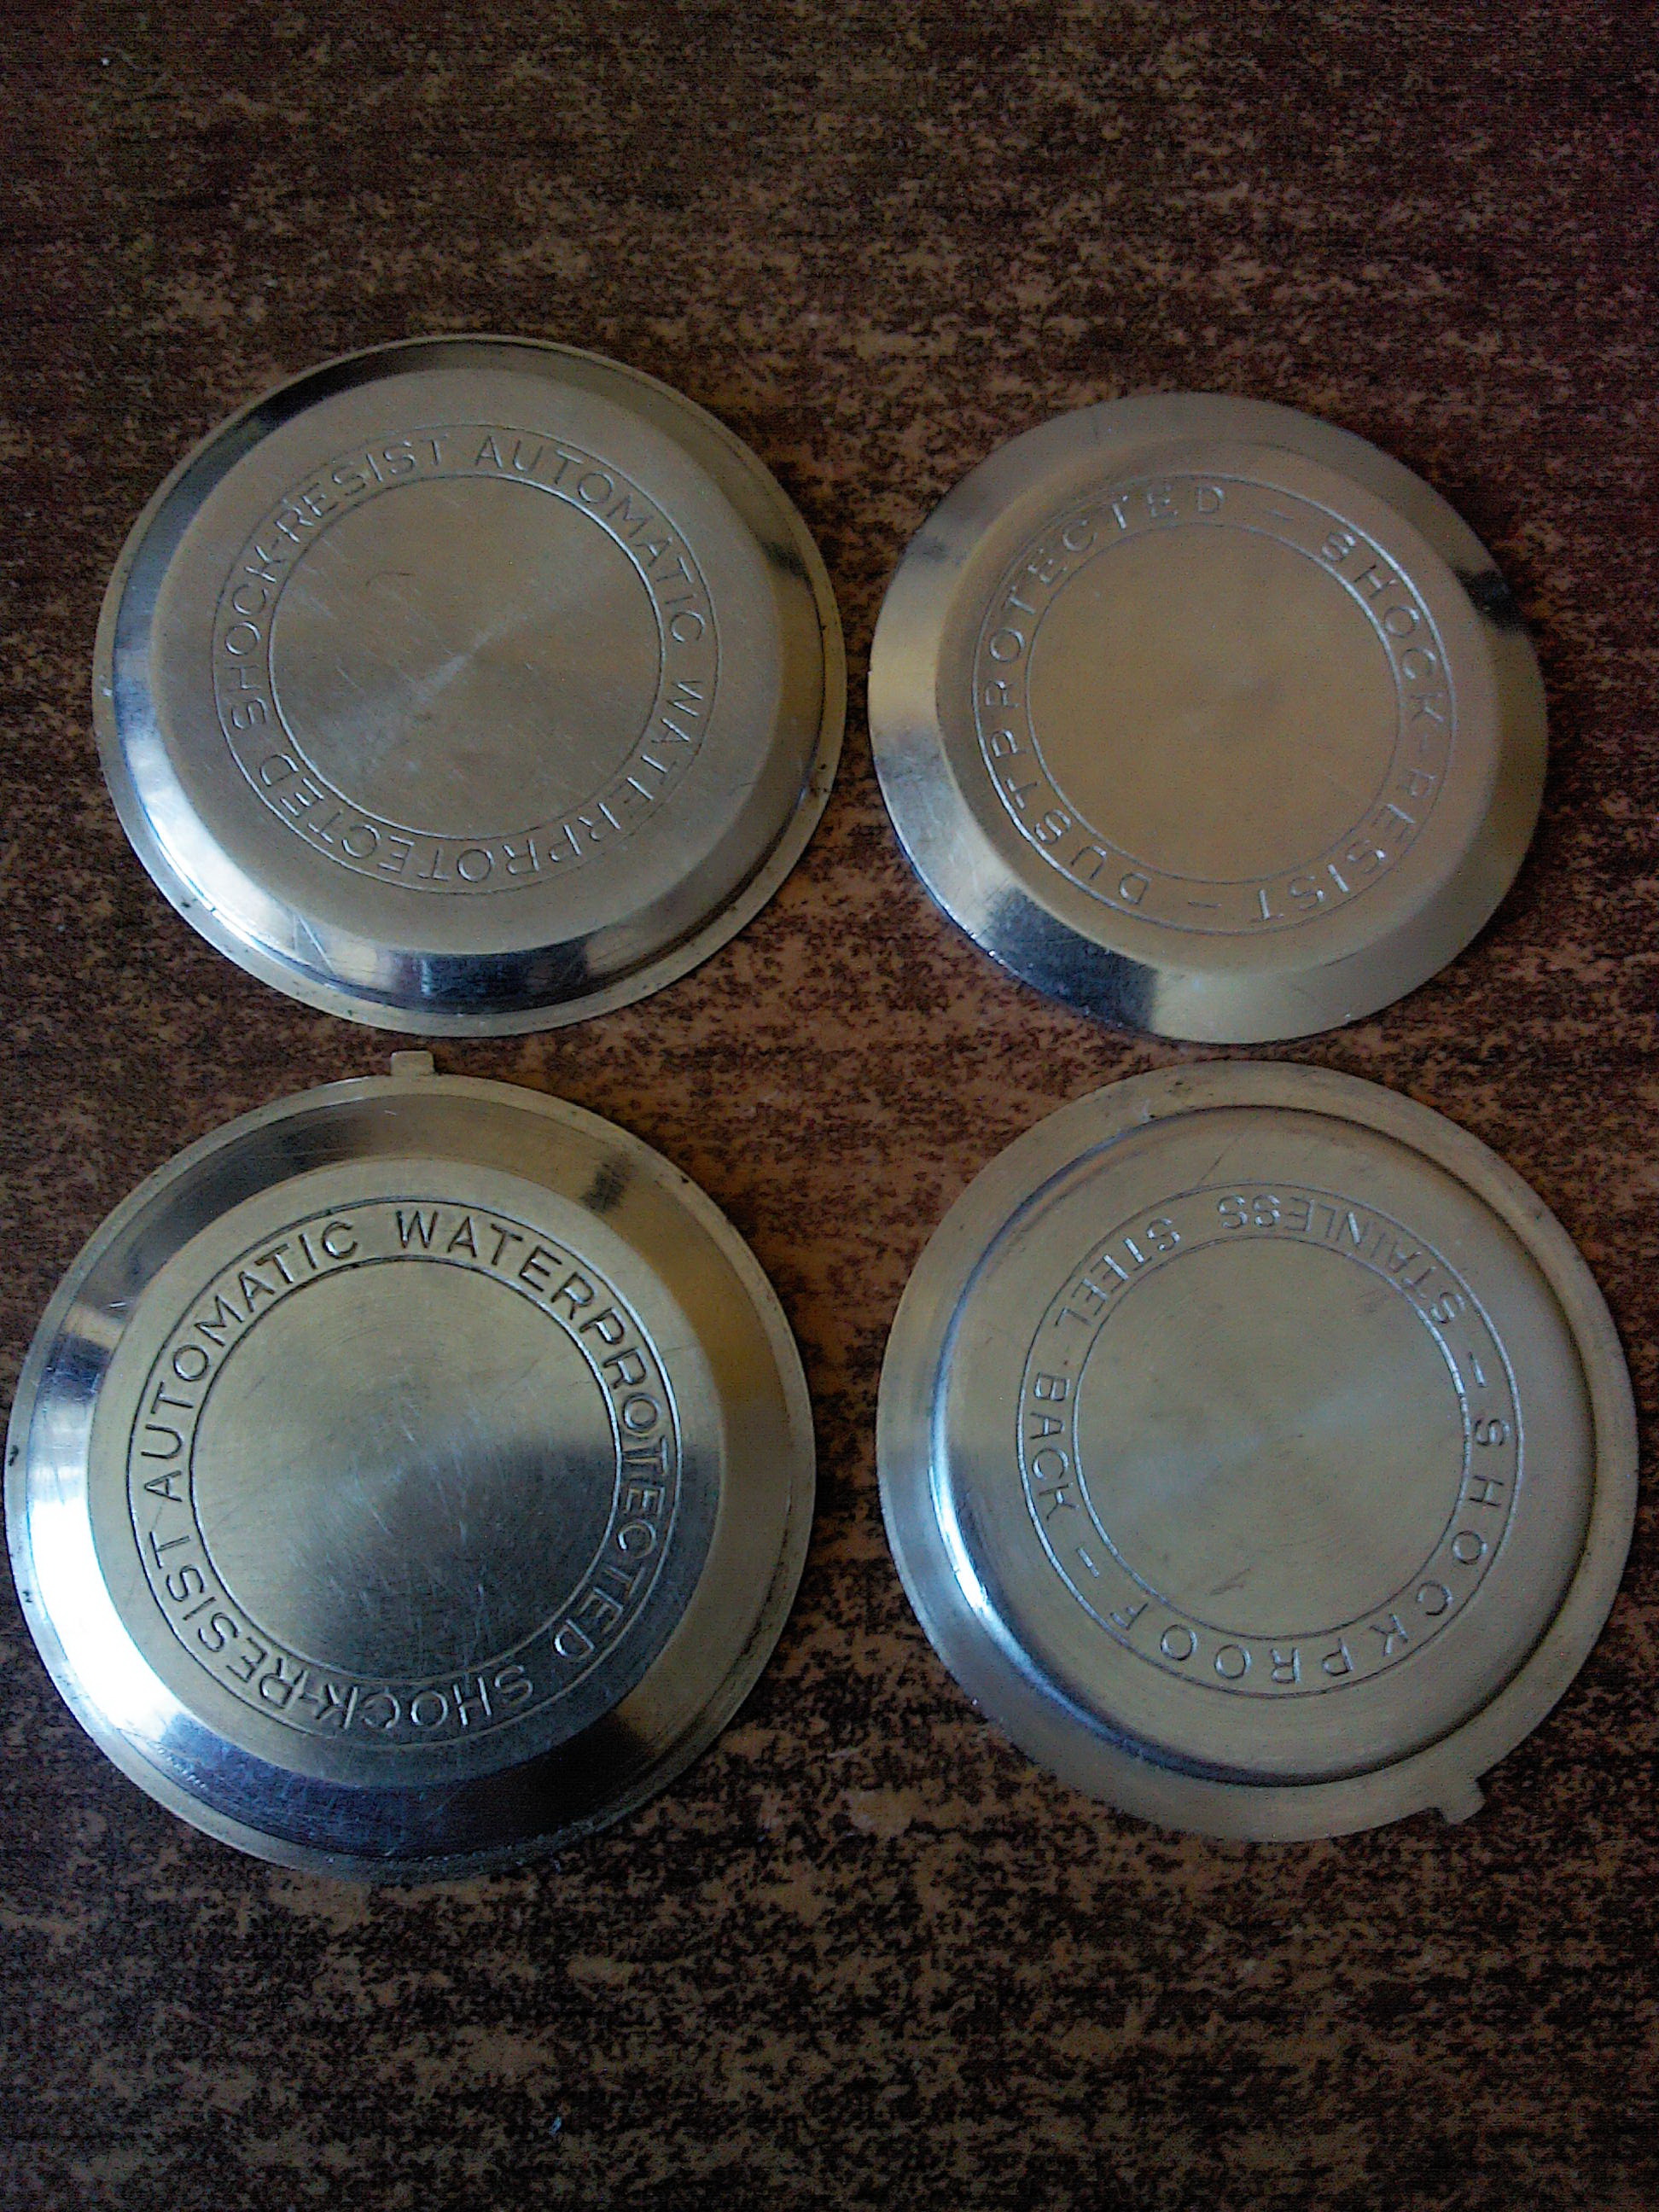 SHOCK-RESIST AUTOMATIC WATERPROTECTED
DUSTPROTECTED - SHOCK-RESIST -
AUTOMATIC WATERPROTECTED SHOCK-RESIST
STAINLESS STEEL BACK - SHOCKPROOF -